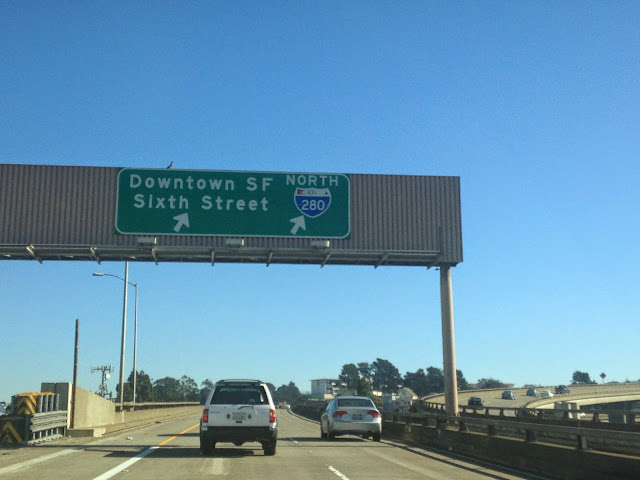 Downtown SF
Sixth Street
NORTH
280